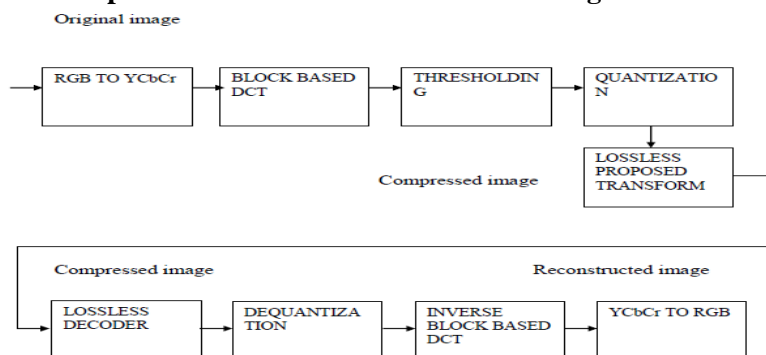 Original image
RGB TO YCbCr
BLOCK BASED
DCT
THRESHOLDIN
G
QUANTIZATIO
N
LOSSLESS
PROPOSED
TRANSFORM
Compressed image
Compressed image
Reconstructed image
LOSSLESS
DECODER
DEQUANTIZA
TION
INVERSE
BLOCK BASED
DCT
YCbCr TO RGB